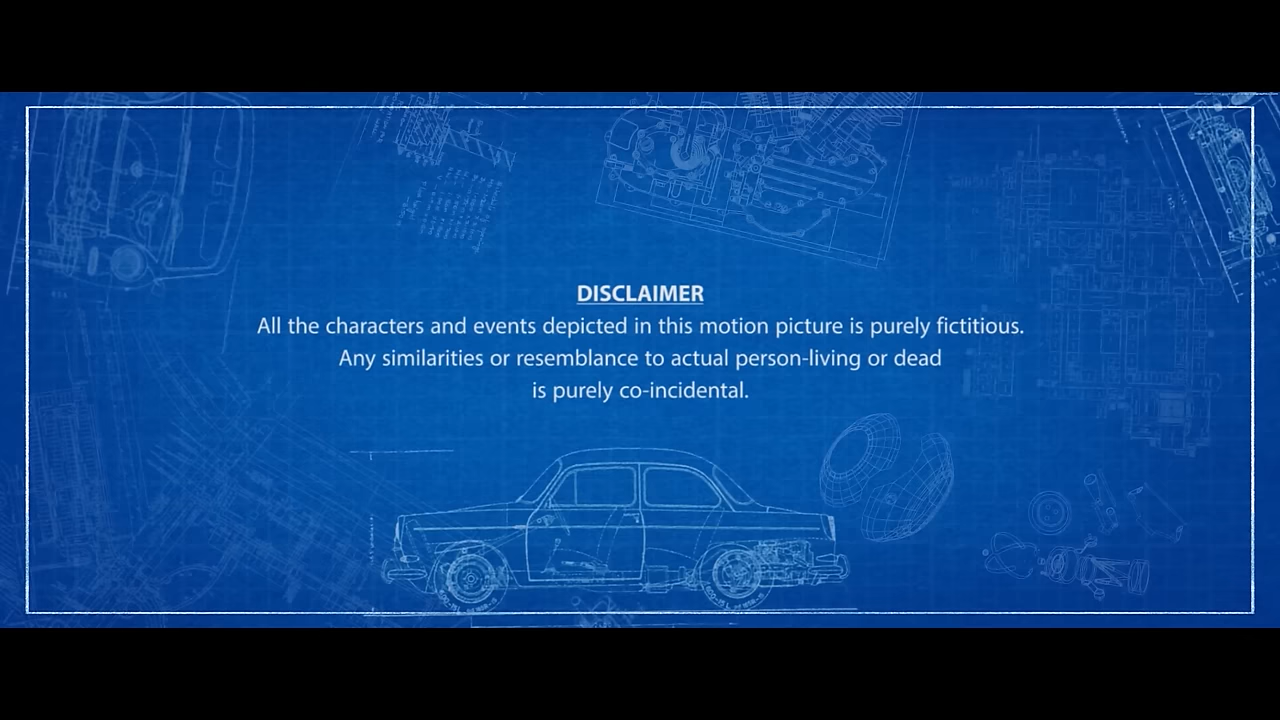 DISCLAIMER
All the characters and events depicted in this motion picture is purely fictitious.
Any similarities or resemblance to actual person-living or dead
is purely co-incidental.